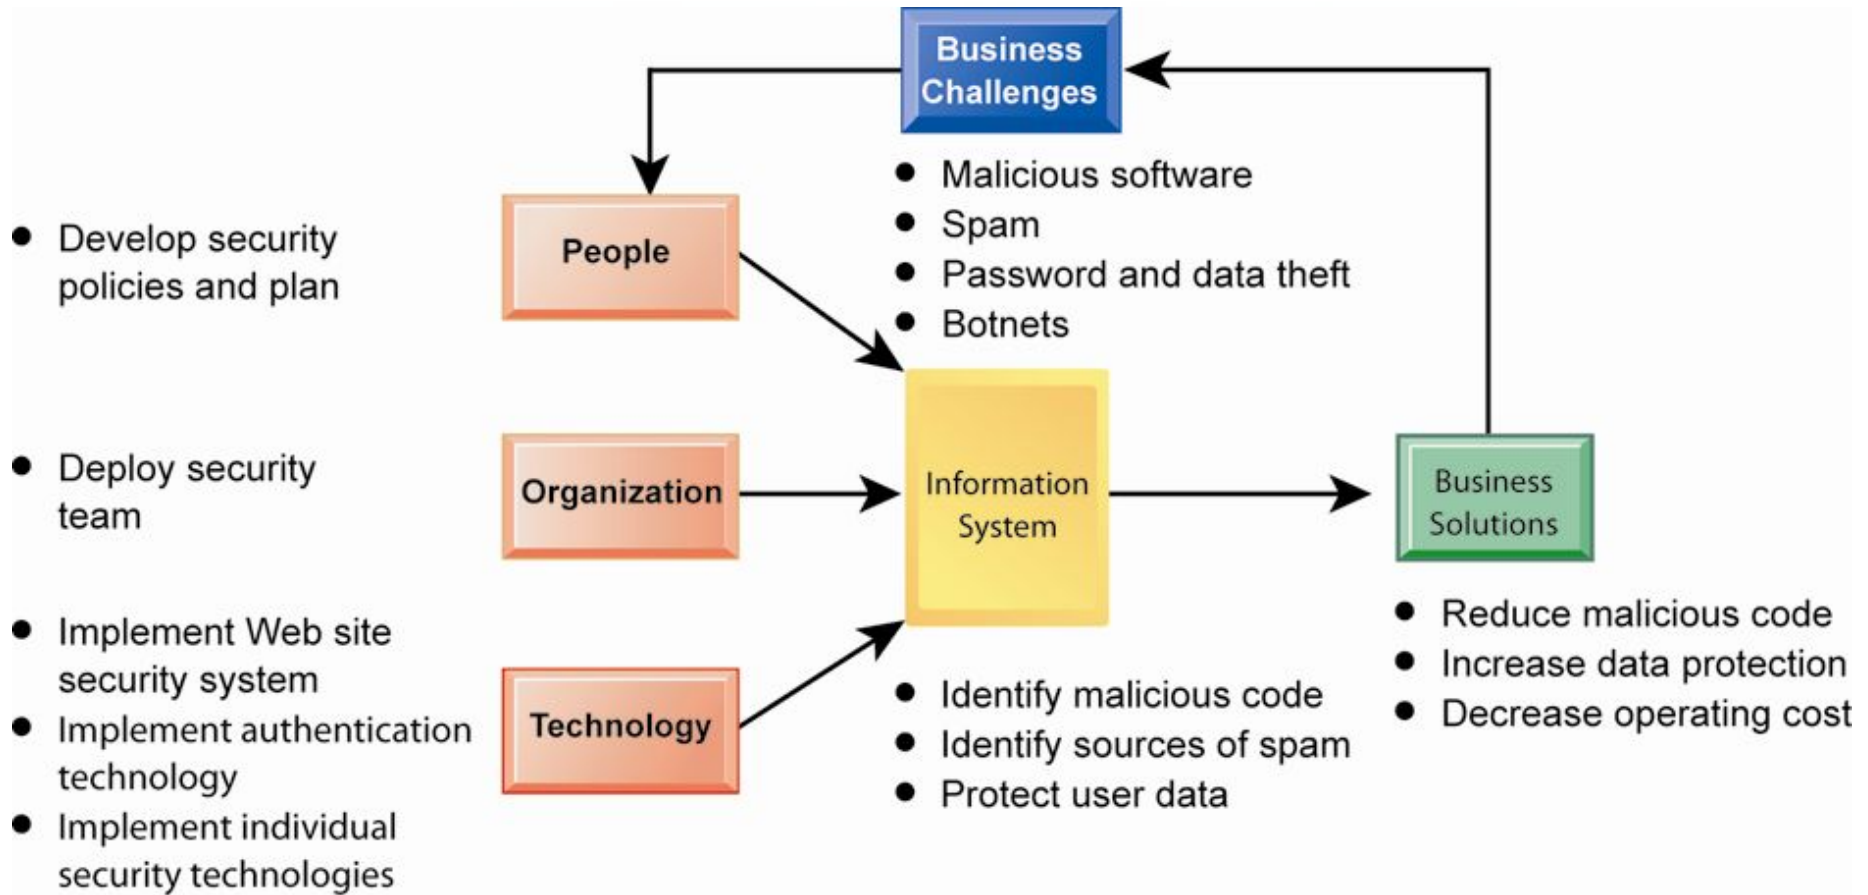 Business
Challenges
● Malicious software
● Spam
● Password and data theft
● Botnets
● Develop security
policies and plan
People
● Deploy security
team
Organization
● Implement Web site
security system
● Implement authentication
technology
● Implement individual
security technologies
Technology
Information
System
● Identify malicious code
● Identify sources of spam
● Protect user data
Business
Solutions
● Reduce malicious code
● Increase data protection
● Decrease operating cost